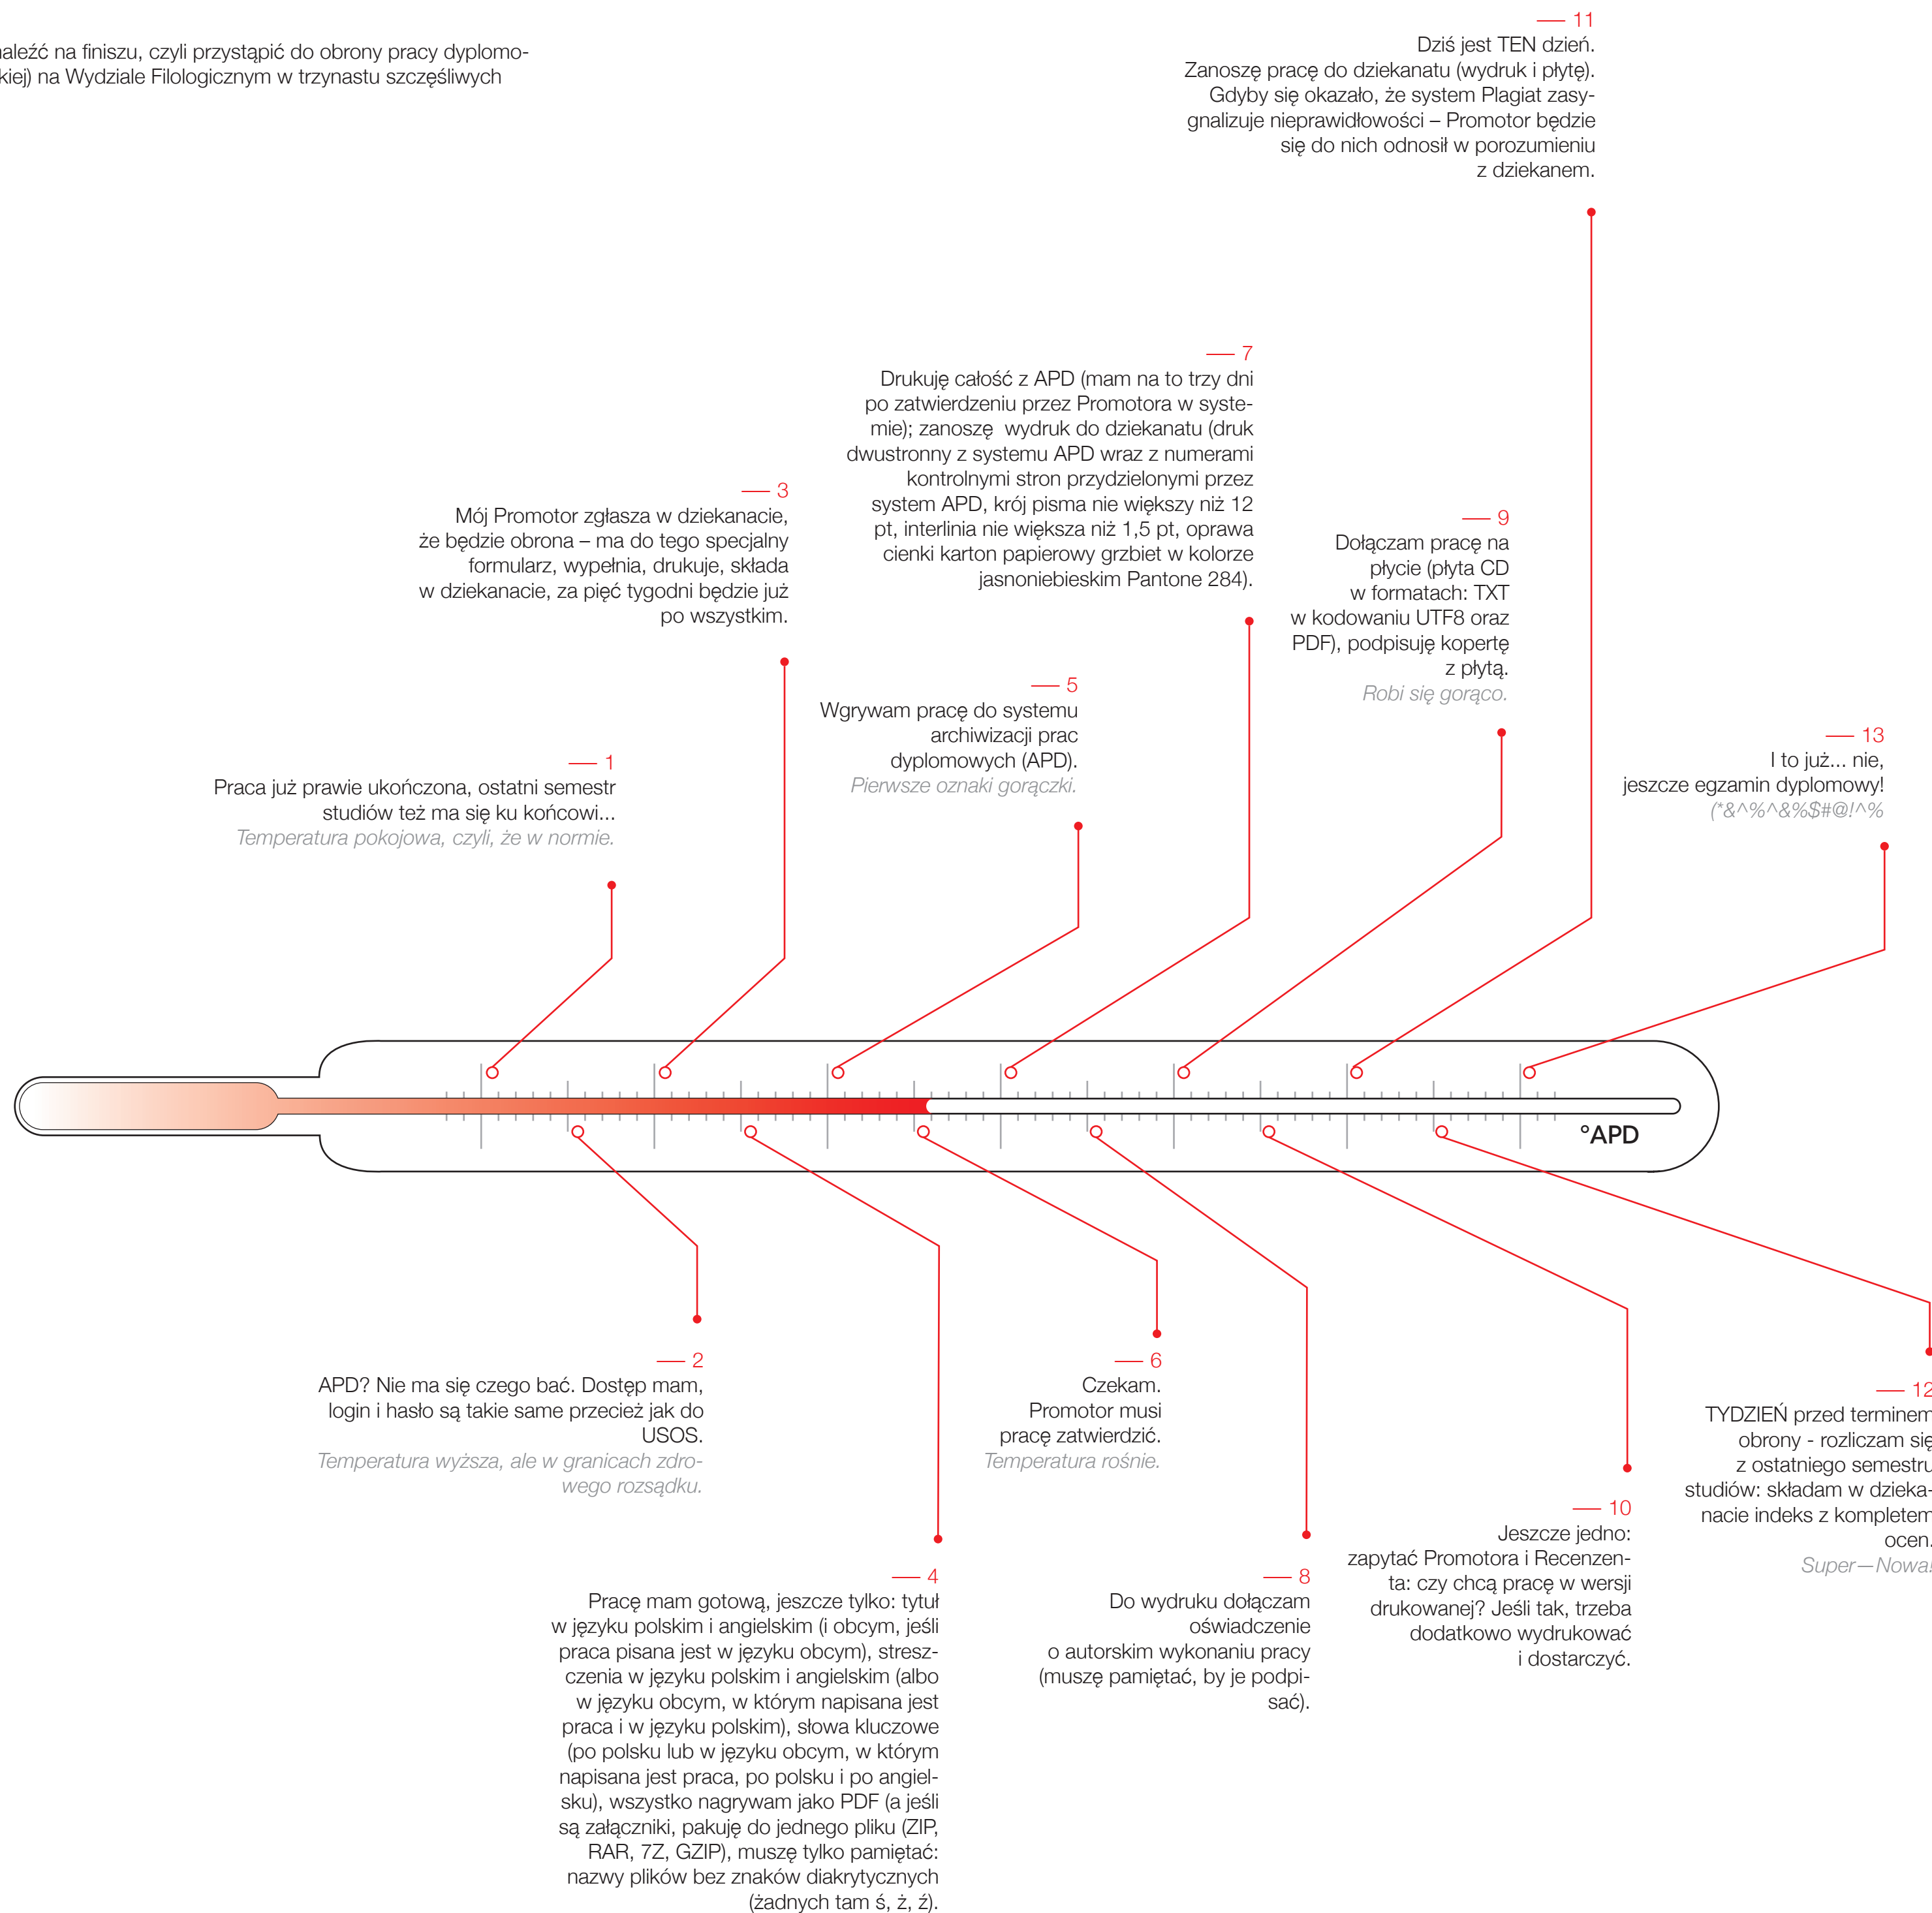 naleźć na finiszu, czyli przystąpić do obrony pracy dyplomo-
kiej) na Wydziale Filologicznym w trzynastu szczęśliwych
— 11
Dziś jest TEN dzień.
Zanoszę pracę do dziekanatu (wydruk i płytę).
Gdyby się okazało, że system Plagiat zasy-
gnalizuje nieprawidłowości – Promotor będzie
się do nich odnosił w porozumieniu
z dziekanem.
— 7
Drukuję całość z APD (mam na to trzy dni
po zatwierdzeniu przez Promotora w syste-
mie); zanoszę  wydruk do dziekanatu (druk
dwustronny z systemu APD wraz z numerami
kontrolnymi stron przydzielonymi przez
system APD, krój pisma nie większy niż 12
pt, interlinia nie większa niż 1,5 pt, oprawa
cienki karton papierowy grzbiet w kolorze
jasnoniebieskim Pantone 284).
— 3
Mój Promotor zgłasza w dziekanacie,
że będzie obrona – ma do tego specjalny
formularz, wypełnia, drukuje, składa
w dziekanacie, za pięć tygodni będzie już
po wszystkim.
— 9
Dołączam pracę na
płycie (płyta CD
w formatach: TXT
w kodowaniu UTF8 oraz
PDF), podpisuję kopertę
z płytą.
Robi się gorąco.
— 5
Wgrywam pracę do systemu
archiwizacji prac
dyplomowych (APD).
Pierwsze oznaki gorączki.
— 13
I to już... nie,
jeszcze egzamin dyplomowy!
(*&^%^&%$#@!^%
— 1
Praca już prawie ukończona, ostatni semestr
studiów też ma się ku końcowi...
Temperatura pokojowa, czyli, że w normie.
°APD
— 2
APD? Nie ma się czego bać. Dostęp mam,
login i hasło są takie same przecież jak do
USOS.
Temperatura wyższa, ale w granicach zdro-
wego rozsądku.
— 6
Czekam.
Promotor musi
pracę zatwierdzić.
Temperatura rośnie.
— 12
TYDZIEŃ przed terminem
obrony - rozliczam się
z ostatniego semestru
studiów: składam w dzieka-
nacie indeks z kompletem
ocen.
Super—Nowa!
— 10
Jeszcze jedno:
zapytać Promotora i Recenzen-
ta: czy chcą pracę w wersji
drukowanej? Jeśli tak, trzeba
dodatkowo wydrukować
i dostarczyć.
— 4
Pracę mam gotową, jeszcze tylko: tytuł
w języku polskim i angielskim (i obcym, jeśli
praca pisana jest w języku obcym), stresz-
czenia w języku polskim i angielskim (albo
w języku obcym, w którym napisana jest
praca i w języku polskim), słowa kluczowe
(po polsku lub w języku obcym, w którym
napisana jest praca, po polsku i po angiel-
sku), wszystko nagrywam jako PDF (a jeśli
są załączniki, pakuję do jednego pliku (ZIP,
RAR, 7Z, GZIP), muszę tylko pamiętać:
nazwy plików bez znaków diakrytycznych
(żadnych tam ś, ż, ź).
— 8
Do wydruku dołączam
oświadczenie
o autorskim wykonaniu pracy
(muszę pamiętać, by je podpi-
sać).